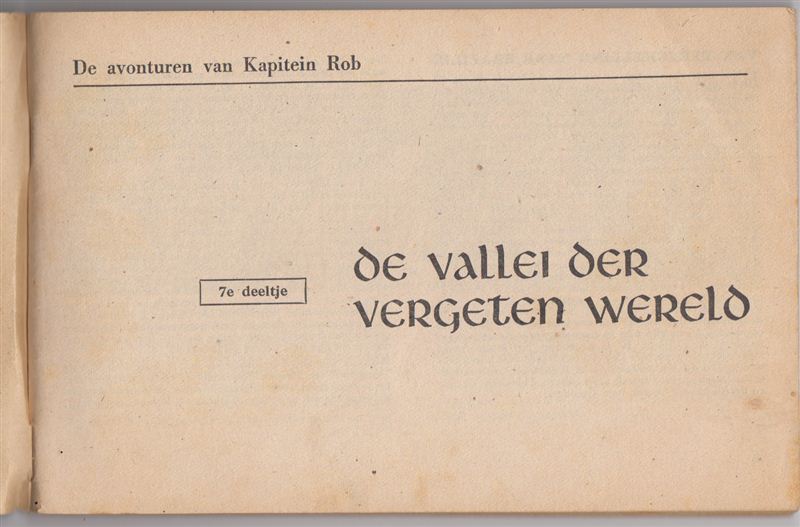 De avonturen van Kapitein Rob
7e deeltje
DE VALLEI DER
VERGETEN WERELD